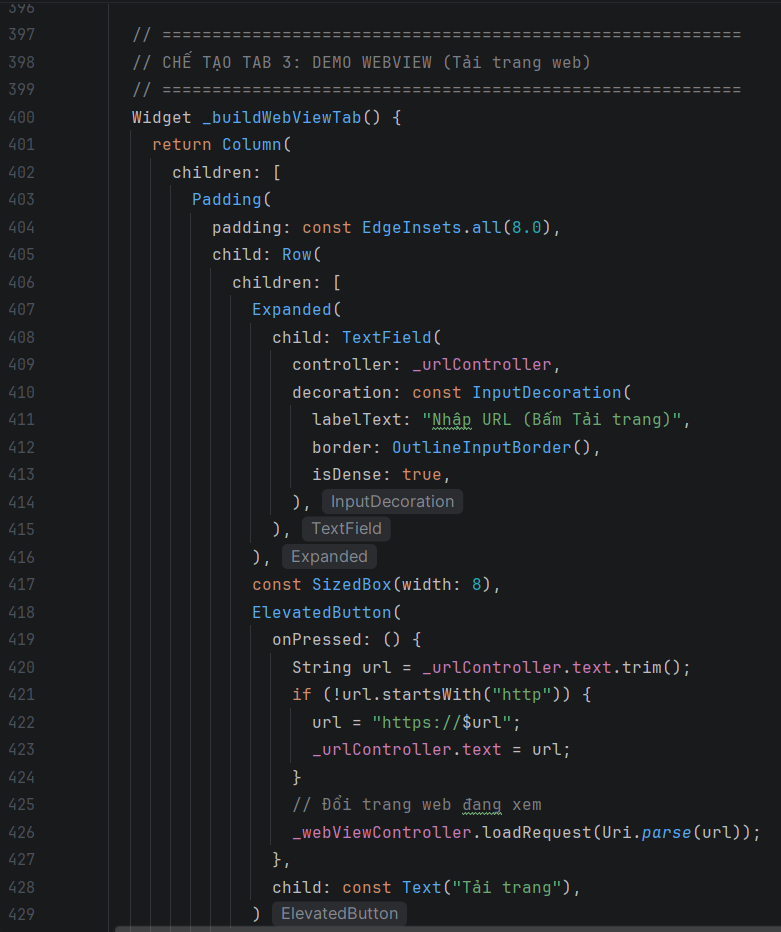 396
397 // ==========================================================
398 // CHẾ TẠO TAB 3: DEMO WEBVIEW (Tải trang web)
399 // ==========================================================
400 Widget _buildWebViewTab() {
401 return Column(
402 children: [
403 Padding(
404 padding: const EdgeInsets.all(8.0),
405 child: Row(
406 children: [
407 Expanded(
408 child: TextField(
409 controller: _urlController,
410 decoration: const InputDecoration(
411 labelText: "Nhập URL (Bấm Tải trang)",
412 border: OutlineInputBorder(),
413 isDense: true,
414 ), InputDecoration
415 ), TextField
416 ), Expanded
417 const SizedBox(width: 8),
418 ElevatedButton(
419 onPressed: () {
420 String url = _urlController.text.trim();
421 if (!url.startsWith("http")) {
422 url = "https://$url";
423 _urlController.text = url;
424 }
425 // Đổi trang web đang xem
426 _webViewController.loadRequest(Uri.parse(url));
427 },
428 child: const Text("Tải trang"),
429 ) ElevatedButton